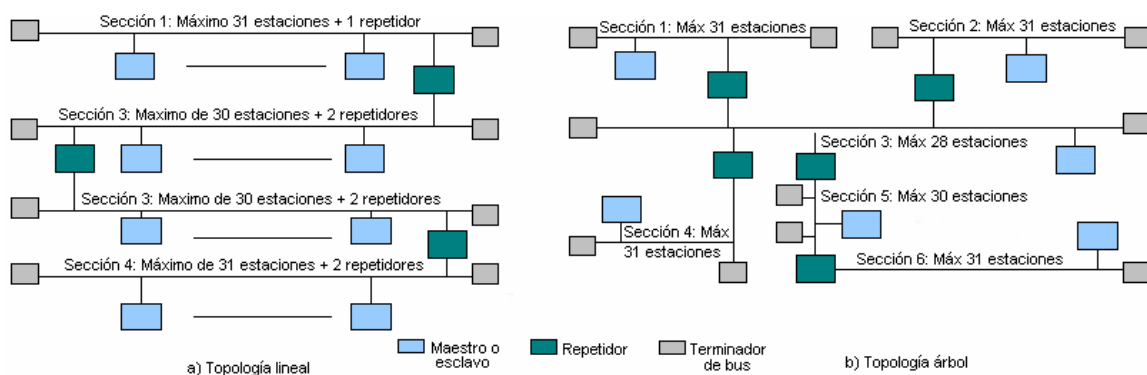 Sección 1: Máximo 31 estaciones + 1 repetidor
Sección 3: Maximo de 30 estaciones + 2 repetidores
Sección 3: Maximo de 30 estaciones + 2 repetidores
Sección 4: Máximo de 31 estaciones + 2 repetidores
a) Topología lineal
Sección 1: Máx 31 estaciones
Sección 2: Máx 31 estaciones
Sección 3: Máx 28 estaciones
Sección 5: Máx 30 estaciones
Sección 4: Máx
31 estaciones
Sección 6: Máx 31 estaciones
Maestro o
esclavo
Repetidor
Terminador
de bus
b) Topología árbol